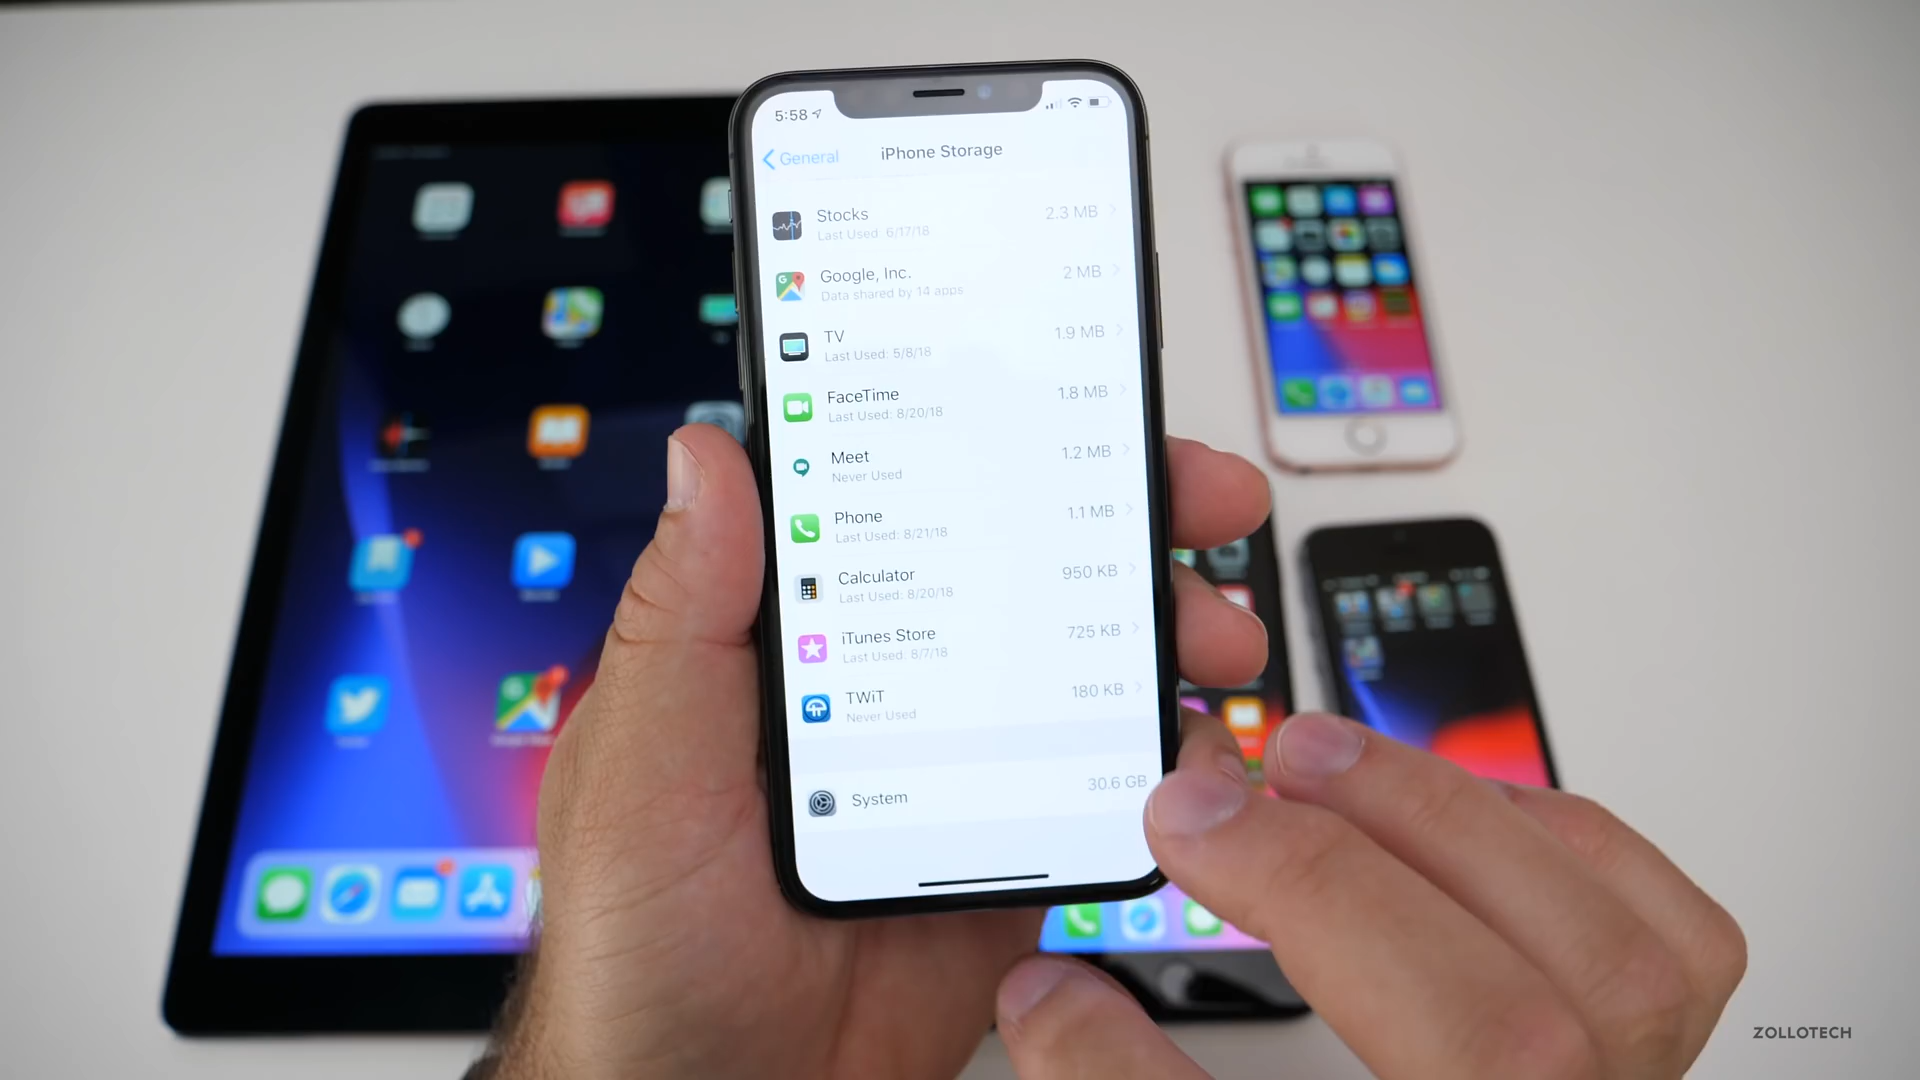 5:58
General
iPhone Storage
Stocks
2.3 MB
Last Used: 6/17/18
Google, Inc.
2 MB
Data shared by 14 apps
TV
1.9 MB
Last Used: 5/8/18
FaceTime
1.8 MB
Last Used: 8/20/18
Meet
1.2 MB
Never Used
Phone
1.1 MB
Last Used: 8/21/18
Calculator
950 KB
Last Used: 8/20/18
iTunes Store
725 KB
Last Used: 8/7/18
TWiT
180 KB
Never Used
System
30.6 GB
ZOLLOTECH